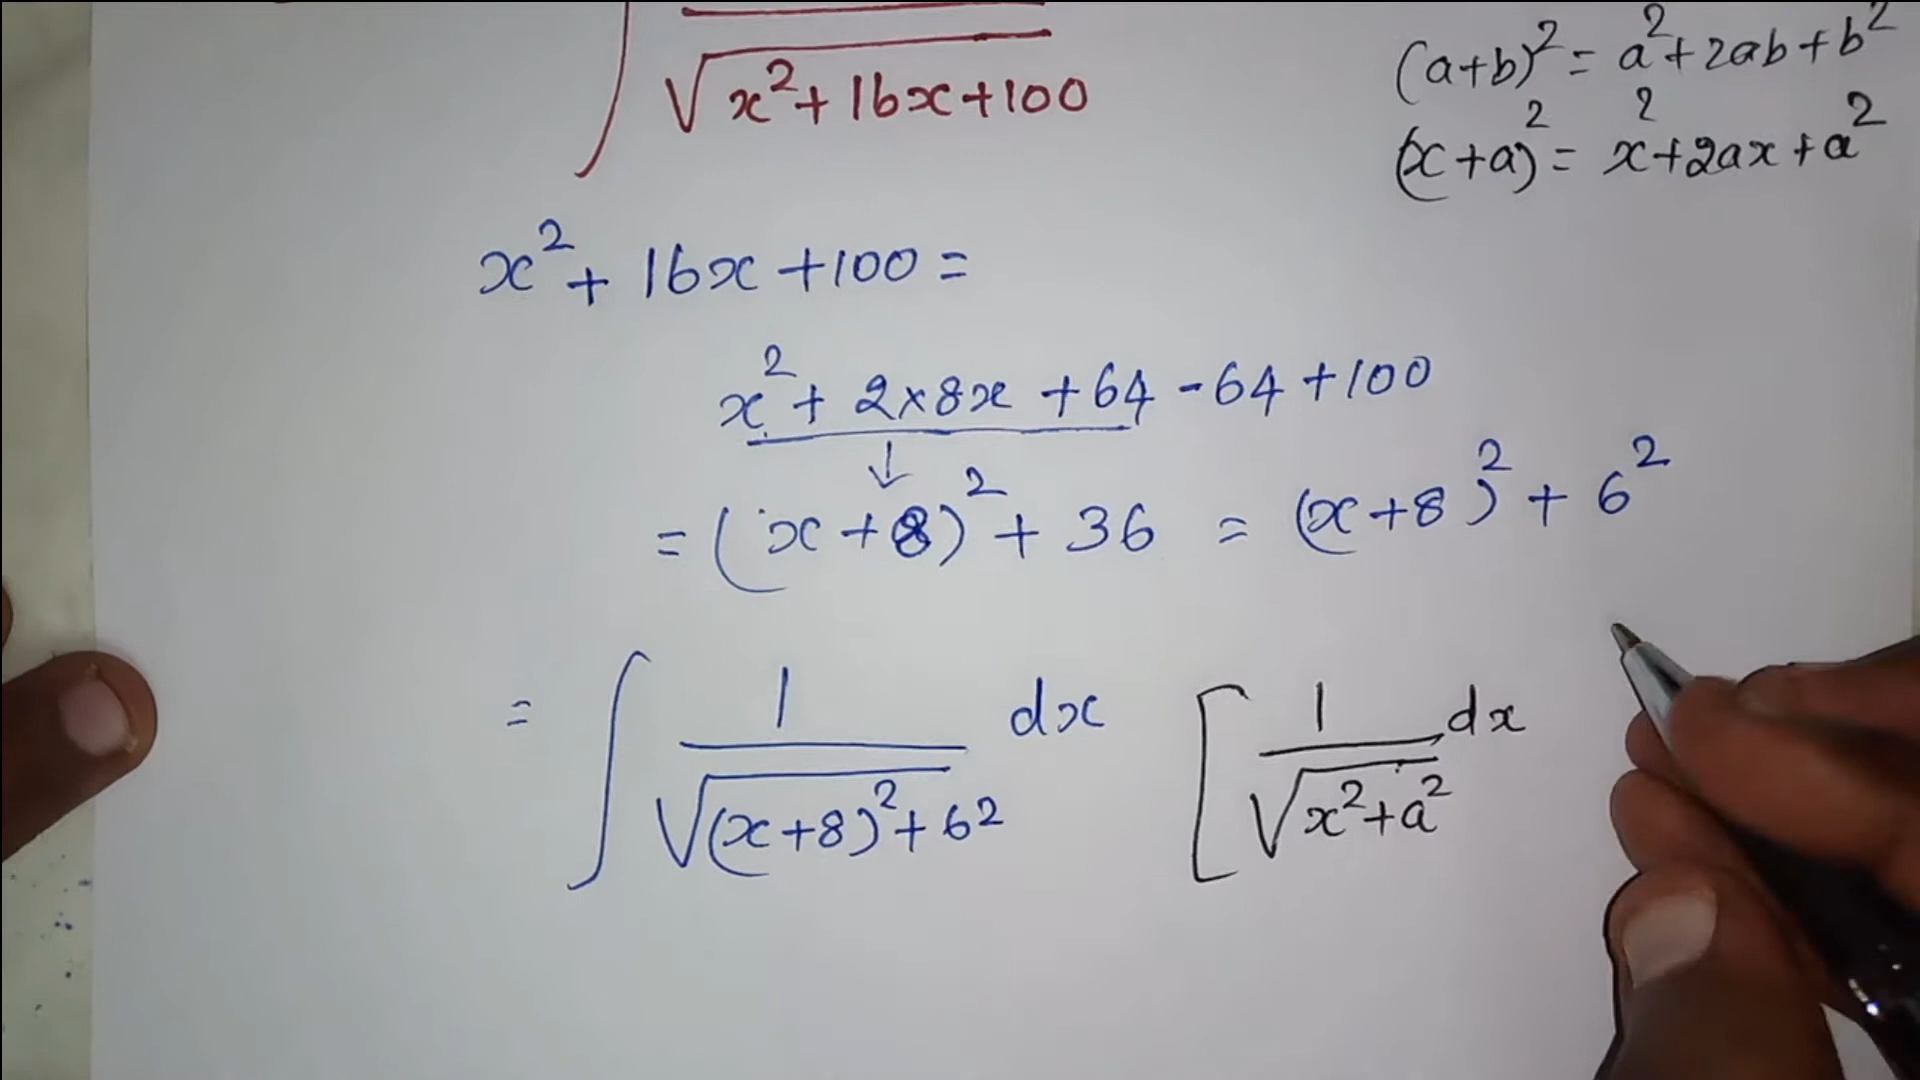 ∫ 1/√(x²+16x+100)
(a+b)² = a²+2ab+b²
(x+a)² = x²+2ax+a²
x² + 16x + 100 =
x² + 2×8x + 64 - 64 + 100
↓
= (x+8)² + 36 = (x+8)² + 6²
= ∫ 1/√((x+8)²+6²) dx [ 1/√(x²+a²) dx